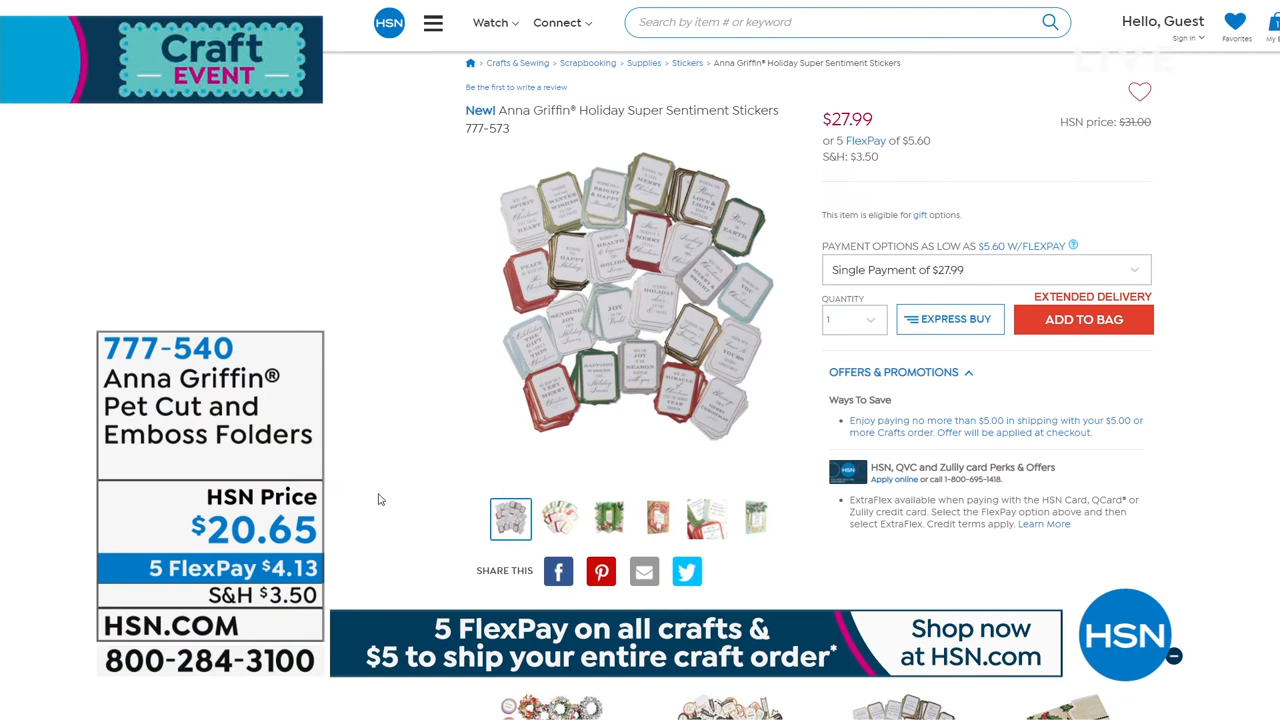 Craft
EVENT
HSN
Watch
Connect
Search by item # or keyword
Hello, Guest
Sign In
Favorites
LIVE
Crafts & Sewing > Scrapbooking > Supplies > Stickers > Anna Griffin® Holiday Super Sentiment Stickers
Be the first to write a review
New! Anna Griffin® Holiday Super Sentiment Stickers
777-573
$27.99
HSN price: $31.00
or 5 FlexPay of $5.60
S&H: $3.50
This item is eligible for gift options.
PAYMENT OPTIONS AS LOW AS $5.60 W/FLEXPAY ?
Single Payment of $27.99
EXTENDED DELIVERY
QUANTITY
1
EXPRESS BUY
ADD TO BAG
OFFERS & PROMOTIONS
Ways To Save
• Enjoy paying no more than $5.00 in shipping with your $5.00 or
more Crafts order. Offer will be applied at checkout.
HSN
HSN, QVC and Zulily card Perks & Offers
Apply online or call 1-800-695-1418.
• ExtraFlex available when paying with the HSN Card, QCard® or
Zulily credit card. Select the FlexPay option above and then
select ExtraFlex. Credit terms apply. Learn More
SHARE THIS
777-540
Anna Griffin®
Pet Cut and
Emboss Folders
HSN Price
$20.65
5 FlexPay $4.13
S&H $3.50
HSN.COM
800-284-3100
5 FlexPay on all crafts &
$5 to ship your entire craft order*
Shop now
at HSN.com
HSN